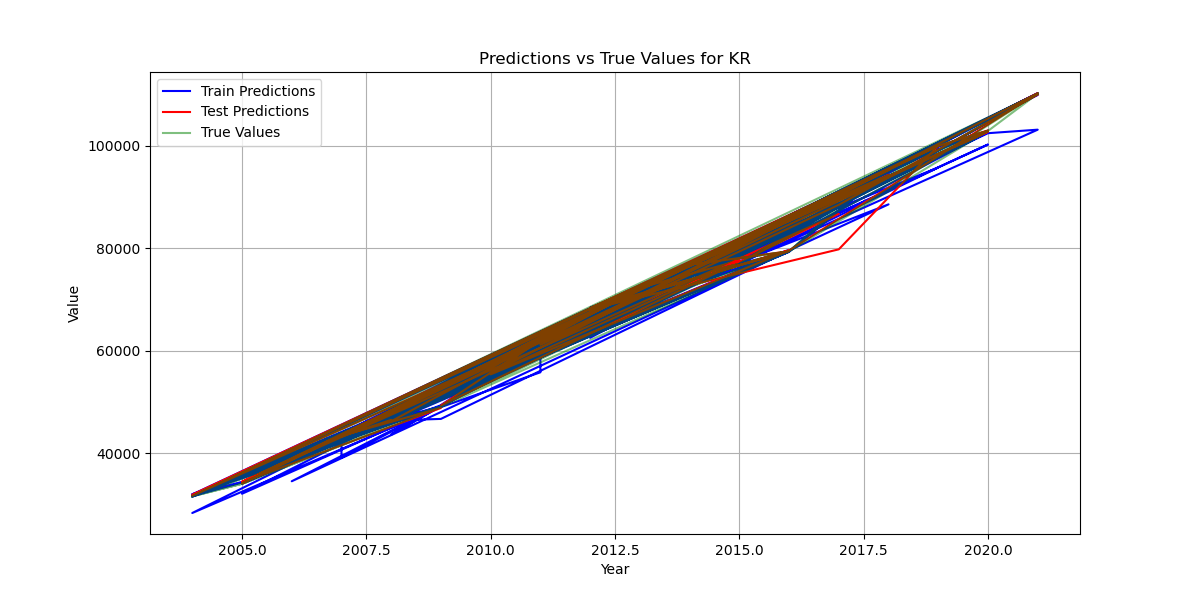 Predictions vs True Values for KR
Train Predictions
Test Predictions
True Values
Value
100000
80000
60000
40000
2005.0 2007.5 2010.0 2012.5 2015.0 2017.5 2020.0
Year